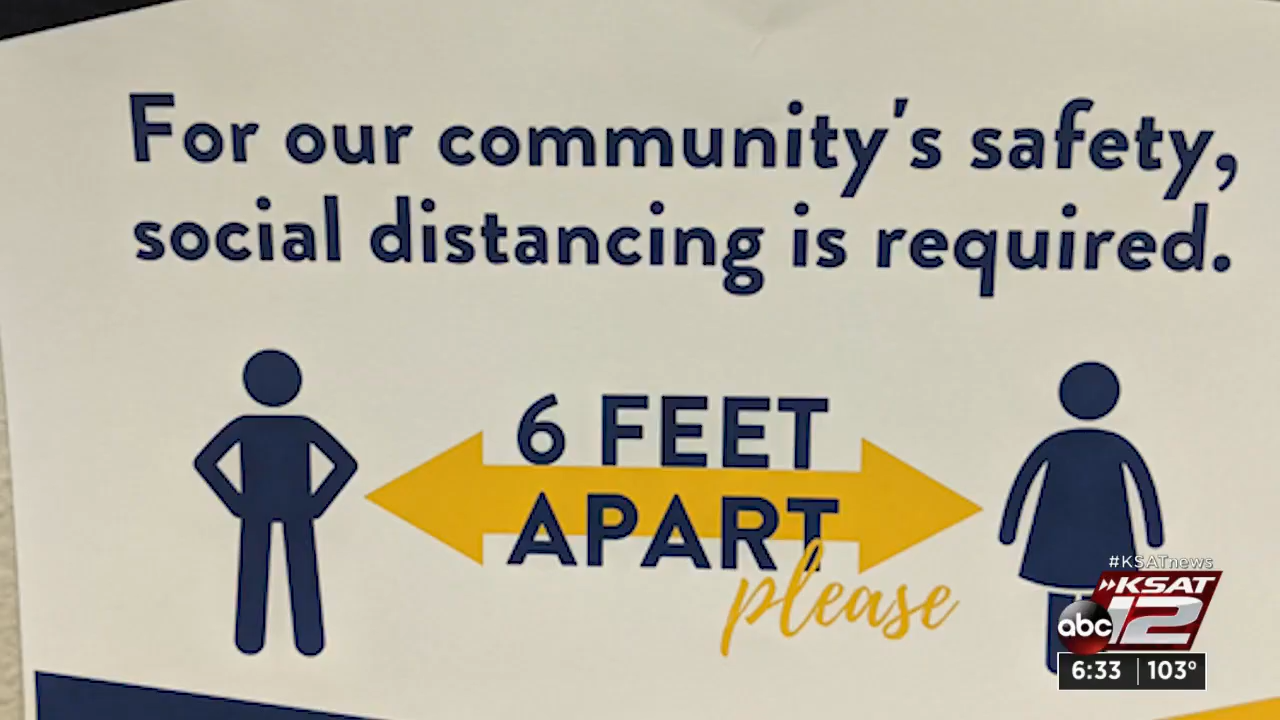 For our community's safety,
social distancing is required.
6 FEET
APART
please
#KSATnews
KSAT
abc 12
6:33 103°